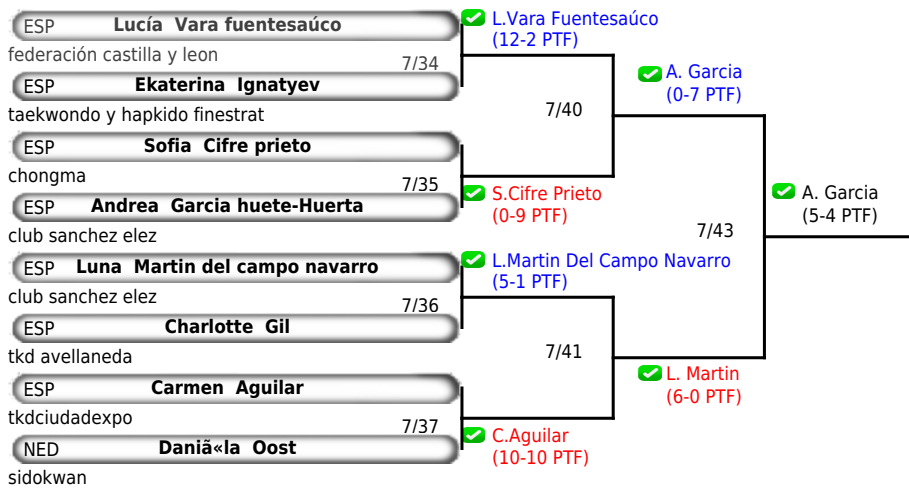 ESP Lucía Vara fuentesaúco
federación castilla y leon
7/34
ESP Ekaterina Ignatyev
taekwondo y hapkido finestrat
ESP Sofia Cifre prieto
chongma
7/35
ESP Andrea Garcia huete-Huerta
club sanchez elez
ESP Luna Martin del campo navarro
club sanchez elez
7/36
ESP Charlotte Gil
tkd avellaneda
ESP Carmen Aguilar
tkdciudadexpo
7/37
NED Daniã«la Oost
sidokwan
L.Vara Fuentesaúco
(12-2 PTF)
7/40
S.Cifre Prieto
(0-9 PTF)
L.Martin Del Campo Navarro
(5-1 PTF)
7/41
C.Aguilar
(10-10 PTF)
A. Garcia
(0-7 PTF)
7/43
L. Martin
(6-0 PTF)
A. Garcia
(5-4 PTF)